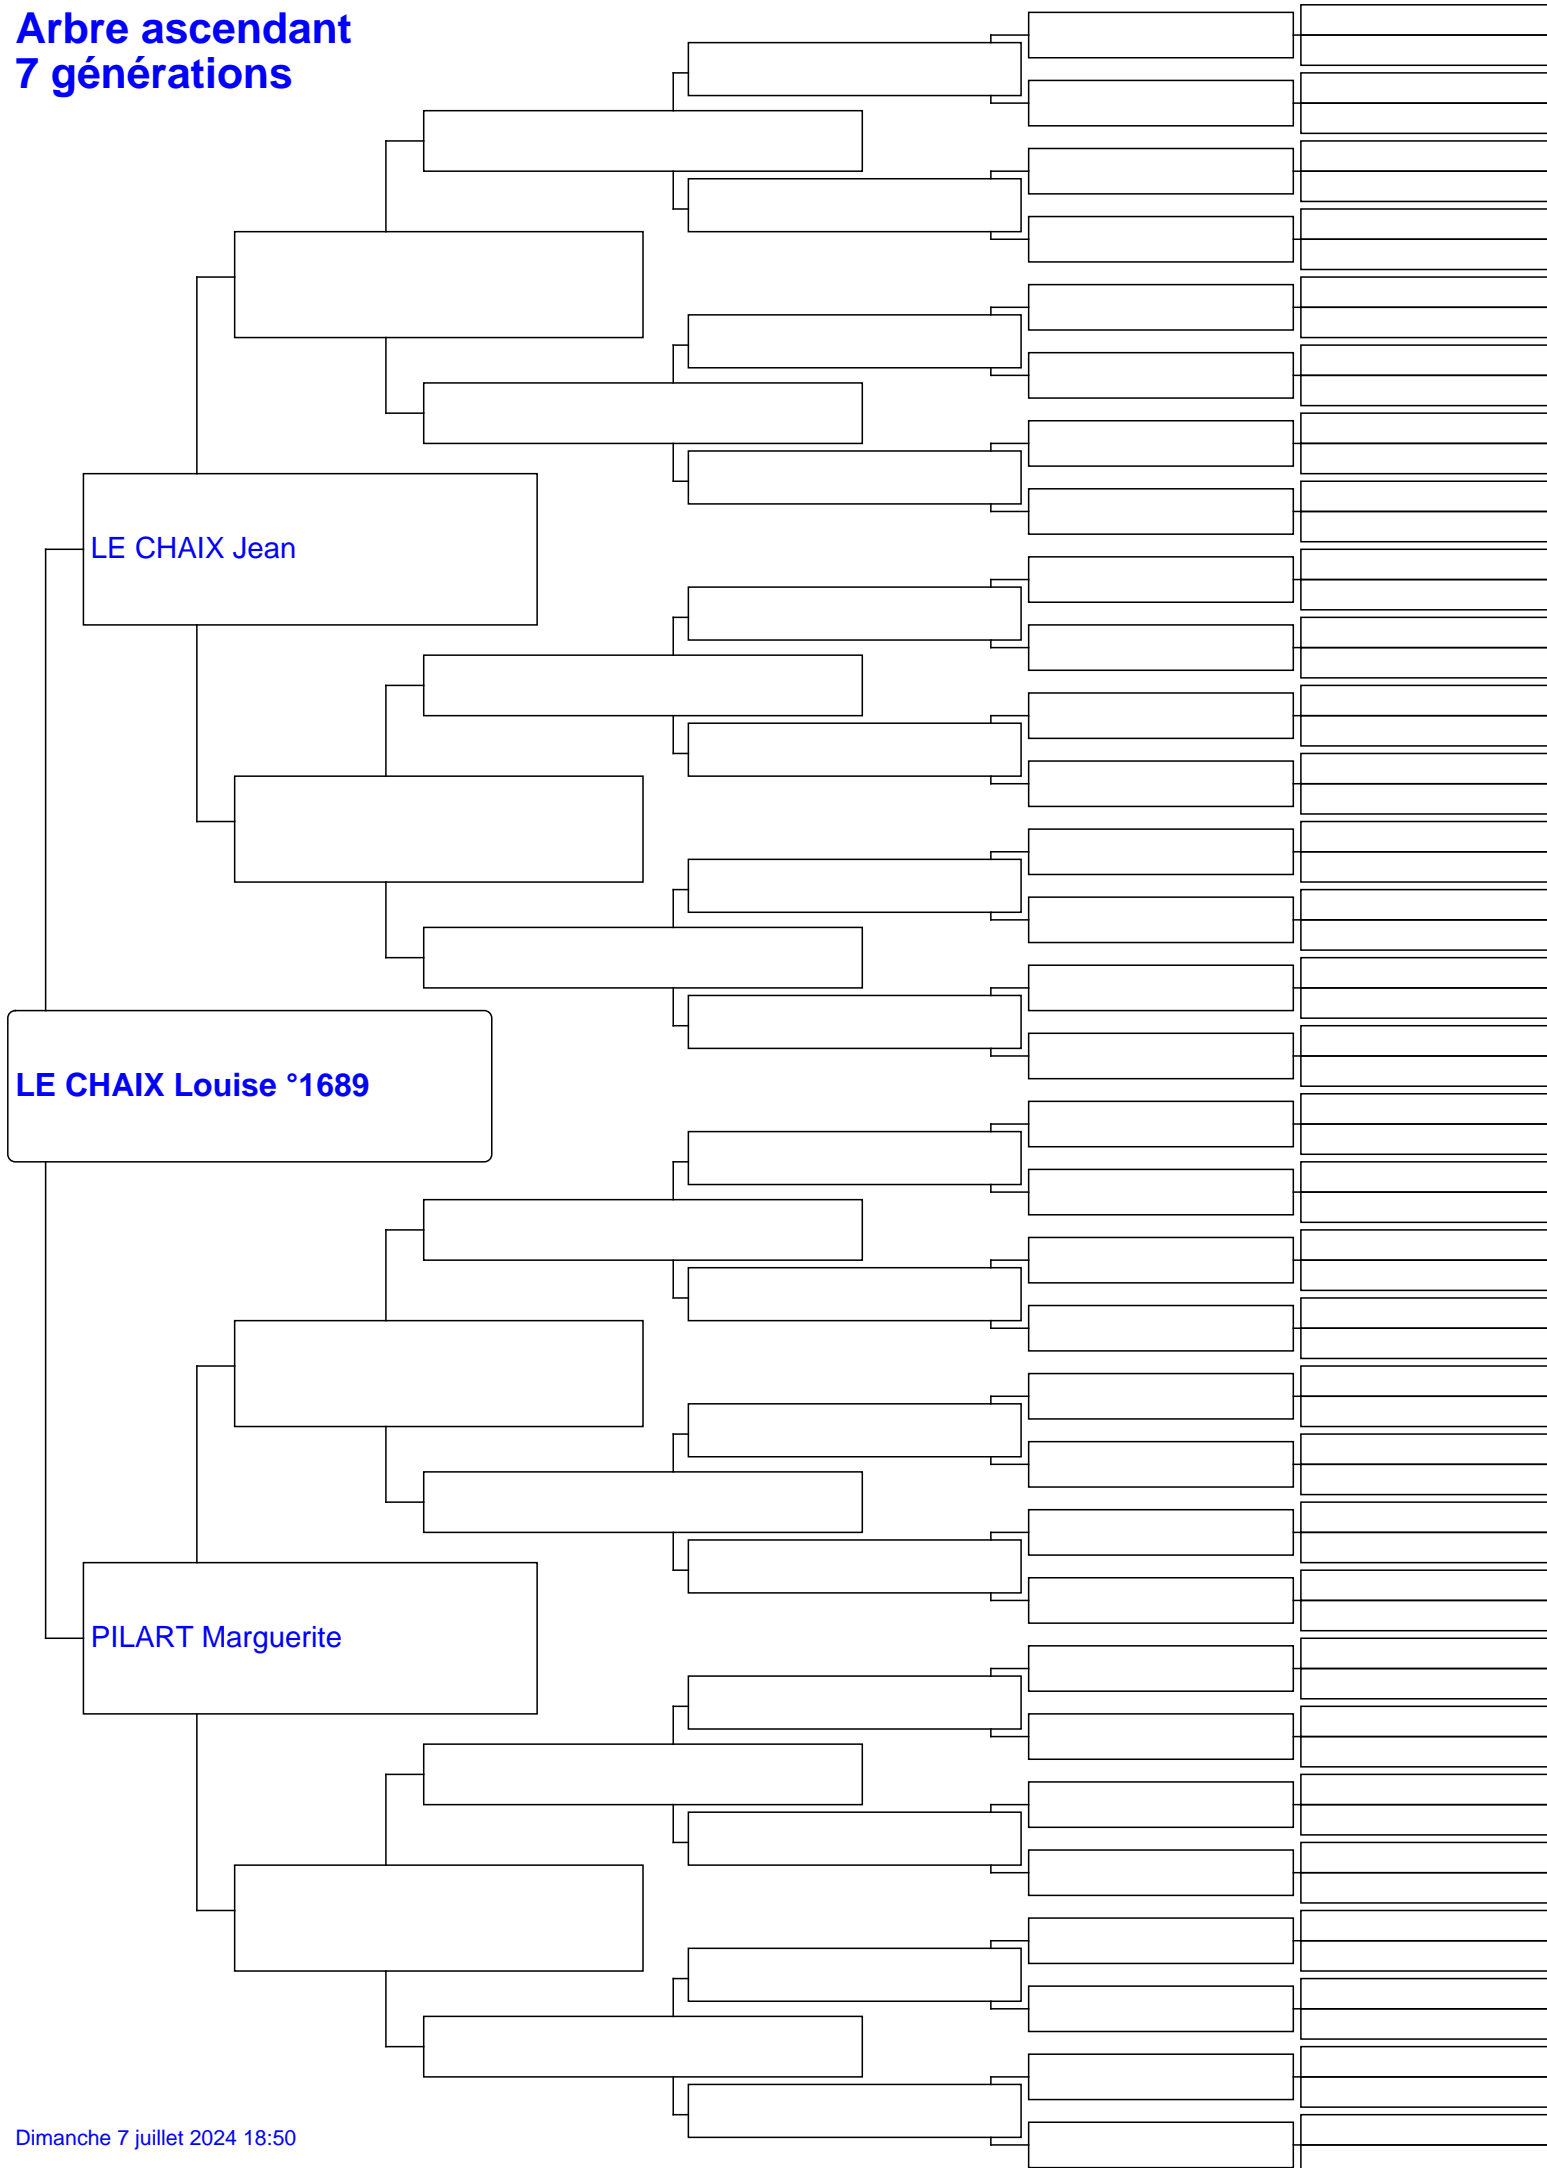 Arbre ascendant
7 générations
LE CHAIX Jean
LE CHAIX Louise °1689
PILART Marguerite
Dimanche 7 juillet 2024 18:50